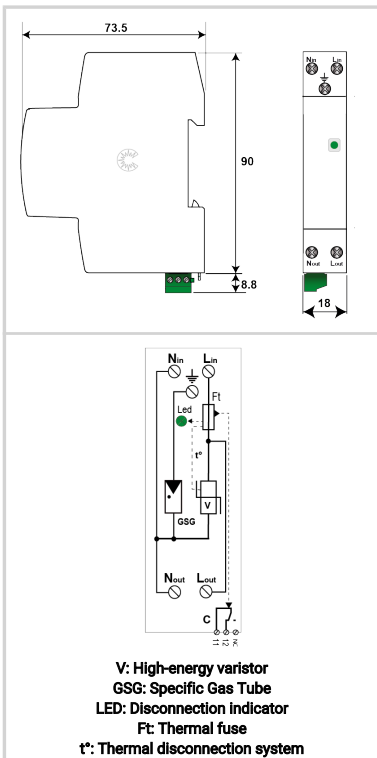 73.5
Nin Lin
90
8.8
Nout Lout
18
Nin Lin
Ft
Led
t°
V
GSG
Nout Lout
C
11 12 NC
V: High-energy varistor
GSG: Specific Gas Tube
LED: Disconnection indicator
Ft: Thermal fuse
t°: Thermal disconnection system